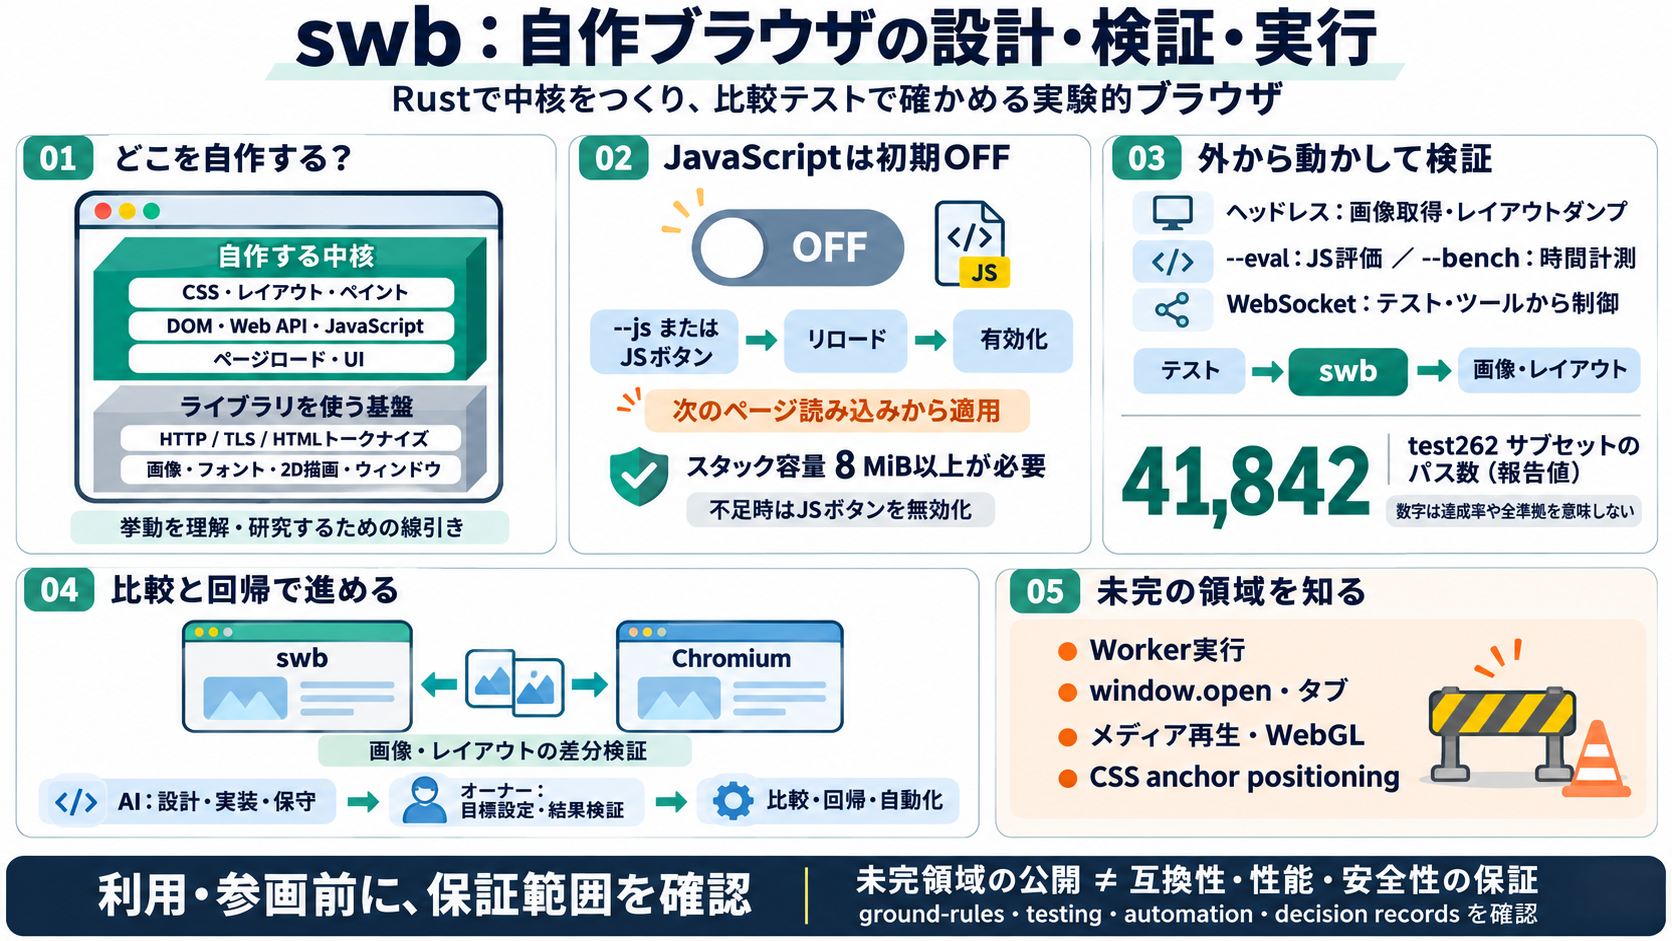 swb：自作ブラウザの設計・検証・実行
Rustで中核をつくり、比較テストで確かめる実験的ブラウザ
01 どこを自作する？
自作する中核
CSS・レイアウト・ペイント
DOM・Web API・JavaScript
ページロード・UI
ライブラリを使う基盤
HTTP / TLS / HTMLトークナイズ
画像・フォント・2D描画・ウィンドウ
挙動を理解・研究するための線引き
02 JavaScriptは初期OFF
OFF
</>
JS
--js または
JSボタン
リロード
有効化
次のページ読み込みから適用
スタック容量 8 MiB以上が必要
不足時はJSボタンを無効化
03 外から動かして検証
ヘッドレス：画像取得・レイアウトダンプ
</> --eval：JS評価 ／ --bench：時間計測
WebSocket：テスト・ツールから制御
テスト
swb
画像・レイアウト
41,842
test262 サブセットの
パス数（報告値）
数字は達成率や全準拠を意味しない
04 比較と回帰で進める
swb
Chromium
画像・レイアウトの差分検証
</> AI：設計・実装・保守
オーナー：
目標設定・結果検証
比較・回帰・自動化
05 未完の領域を知る
Worker実行
window.open・タブ
メディア再生・WebGL
CSS anchor positioning
利用・参画前に、保証範囲を確認
未完領域の公開 ≠ 互換性・性能・安全性の保証
ground-rules・testing・automation・decision records を確認